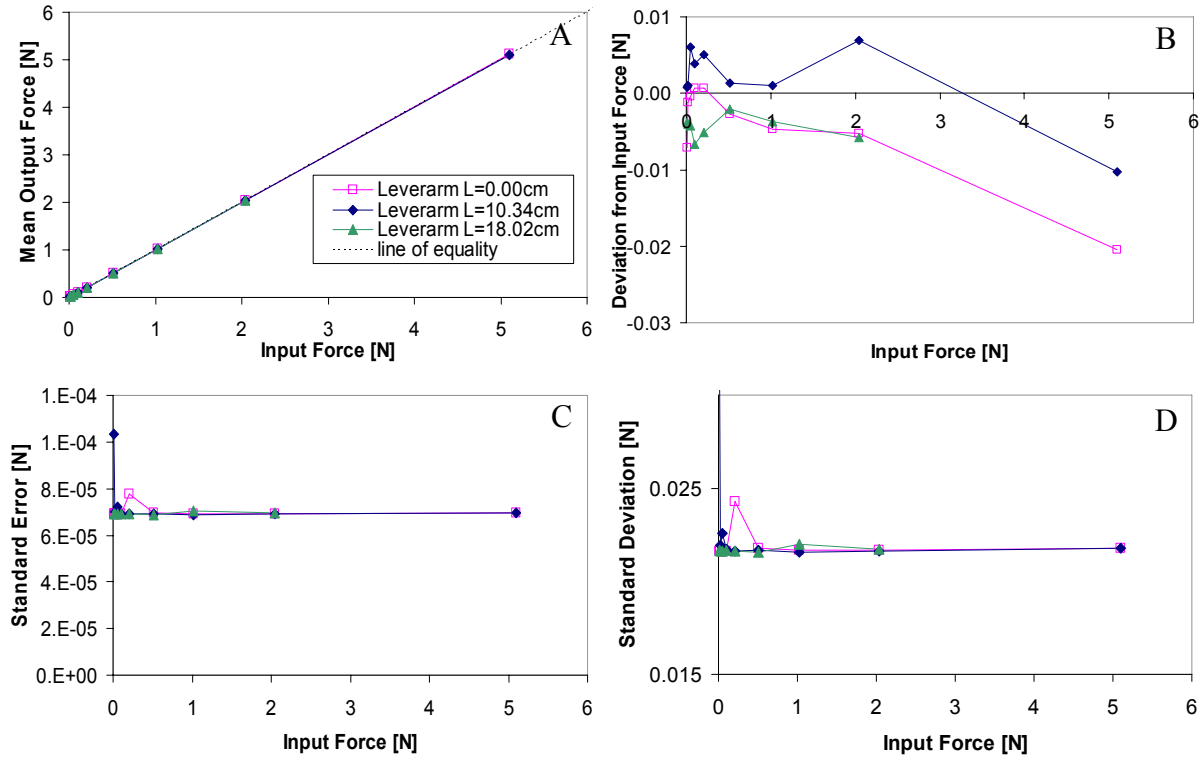 A
Mean Output Force [N]
6
5
4
3
2
1
0
0 1 2 3 4 5 6
Input Force [N]
Leverarm L=0.00cm
Leverarm L=10.34cm
Leverarm L=18.02cm
line of equality
B
Deviation from Input Force [N]
0.01
0.00
-0.01
-0.02
-0.03
0 1 2 3 4 5 6
Input Force [N]
C
Standard Error [N]
1.E-04
1.E-04
8.E-05
6.E-05
4.E-05
2.E-05
0.E+00
0 1 2 3 4 5 6
Input Force [N]
D
Standard Deviation [N]
0.025
0.015
0 1 2 3 4 5 6
Input Force [N]